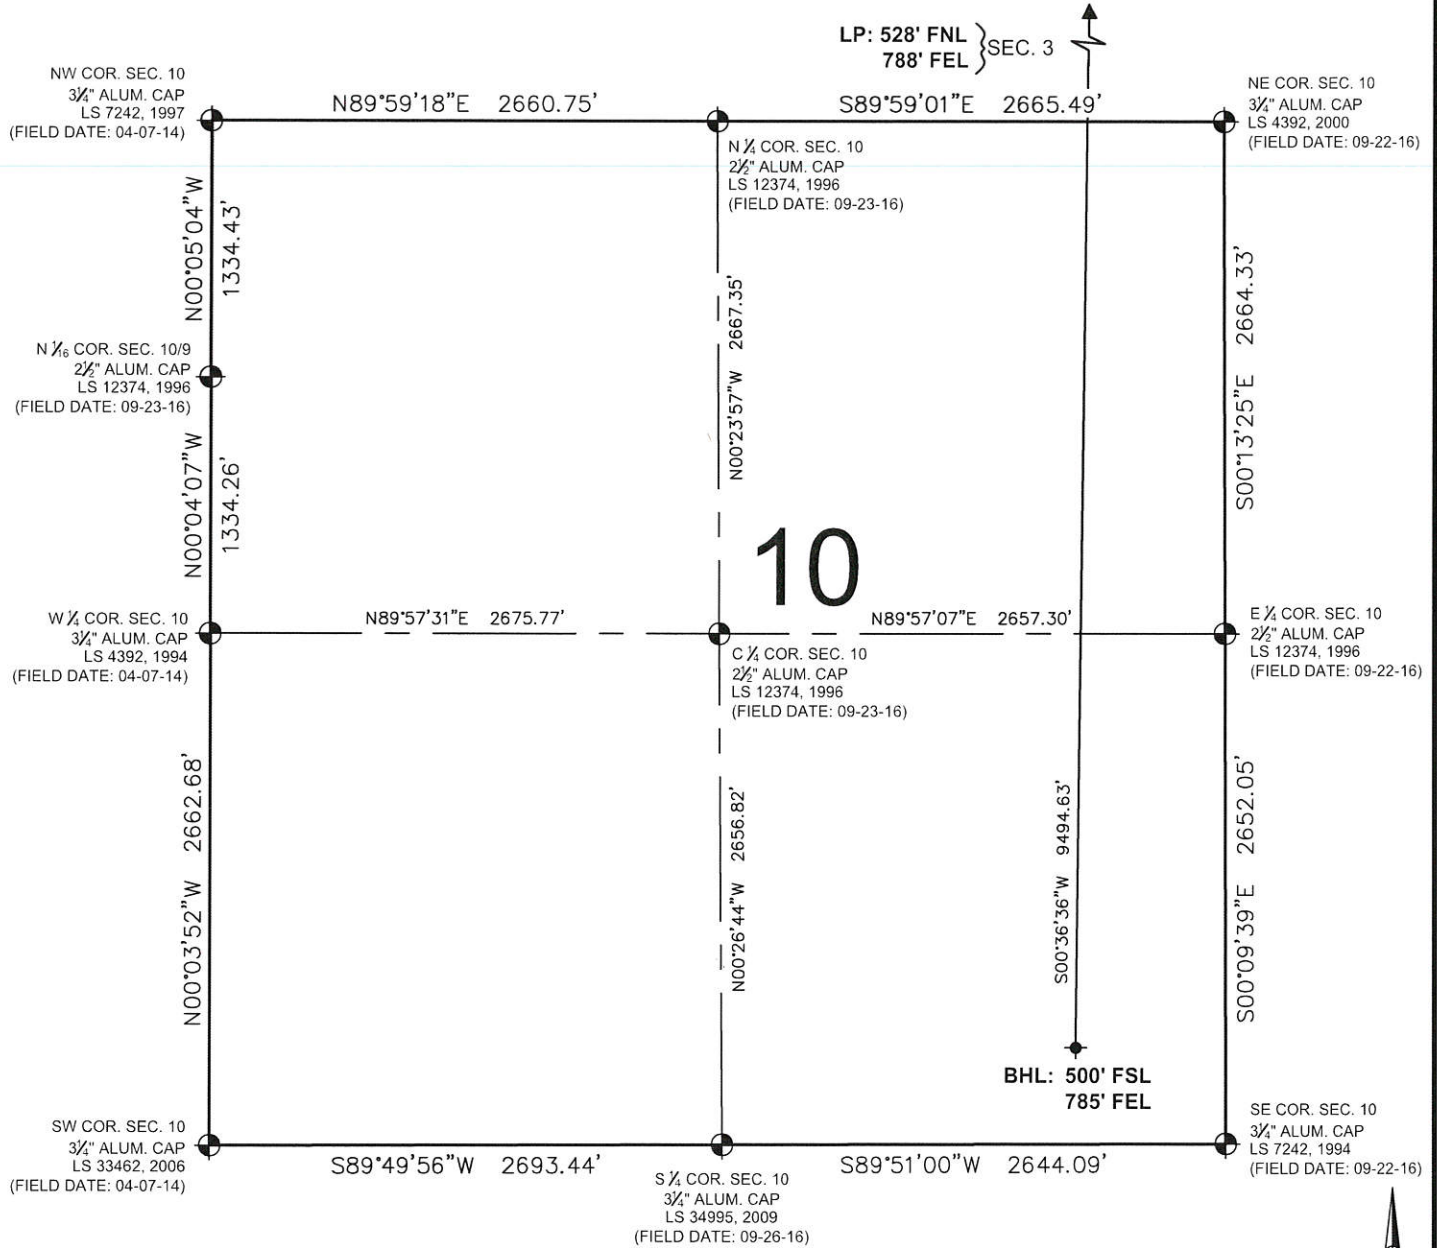 LP: 528' FNL
788' FEL
SEC. 3
NW COR. SEC. 10
3¼" ALUM. CAP
LS 7242, 1997
(FIELD DATE: 04-07-14)
N89°59'18"E 2660.75'
S89°59'01"E 2665.49'
NE COR. SEC. 10
3¼" ALUM. CAP
LS 4392, 2000
(FIELD DATE: 09-22-16)
N ¼ COR. SEC. 10
2½" ALUM. CAP
LS 12374, 1996
(FIELD DATE: 09-23-16)
N00°05'04"W
1334.43'
N00°23'57"W 2667.35'
S00°13'25"E 2664.33'
N 1/16 COR. SEC. 10/9
2½" ALUM. CAP
LS 12374, 1996
(FIELD DATE: 09-23-16)
N00°04'07"W
1334.26'
10
W ¼ COR. SEC. 10
3¼" ALUM. CAP
LS 4392, 1994
(FIELD DATE: 04-07-14)
N89°57'31"E 2675.77'
N89°57'07"E 2657.30'
E ¼ COR. SEC. 10
2½" ALUM. CAP
LS 12374, 1996
(FIELD DATE: 09-22-16)
C ¼ COR. SEC. 10
2½" ALUM. CAP
LS 12374, 1996
(FIELD DATE: 09-23-16)
N00°03'52"W 2662.68'
N00°26'44"W 2656.82'
S00°36'36"W 9494.63'
S00°09'39"E 2652.05'
BHL: 500' FSL
785' FEL
SW COR. SEC. 10
3¼" ALUM. CAP
LS 33462, 2006
(FIELD DATE: 04-07-14)
S89°49'56"W 2693.44'
S89°51'00"W 2644.09'
SE COR. SEC. 10
3¼" ALUM. CAP
LS 7242, 1994
(FIELD DATE: 09-22-16)
S ¼ COR. SEC. 10
3¼" ALUM. CAP
LS 34995, 2009
(FIELD DATE: 09-26-16)